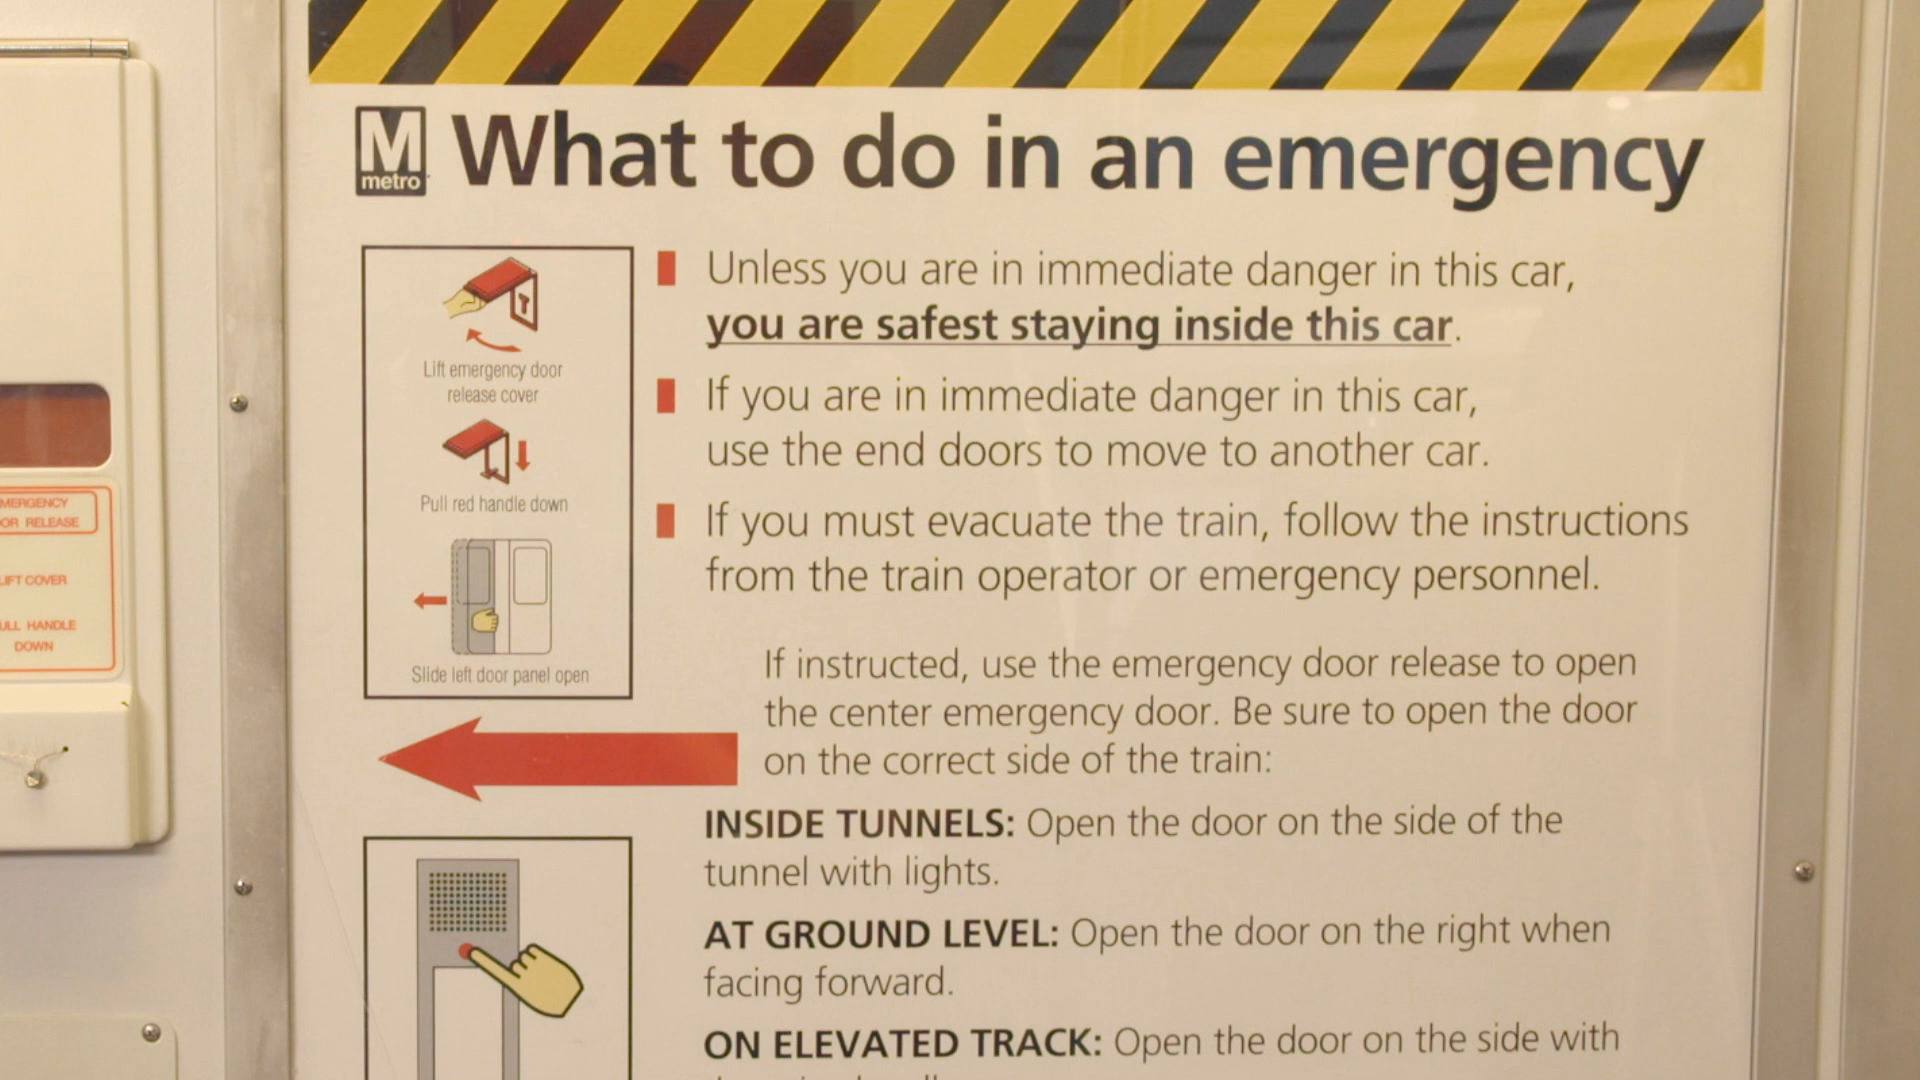 M
metro
What to do in an emergency
Lift emergency door
release cover
Pull red handle down
Slide left door panel open
Unless you are in immediate danger in this car,
you are safest staying inside this car.
If you are in immediate danger in this car,
use the end doors to move to another car.
If you must evacuate the train, follow the instructions
from the train operator or emergency personnel.
If instructed, use the emergency door release to open
the center emergency door. Be sure to open the door
on the correct side of the train:
INSIDE TUNNELS: Open the door on the side of the
tunnel with lights.
AT GROUND LEVEL: Open the door on the right when
facing forward.
ON ELEVATED TRACK: Open the door on the side with
MERGENCY
OR RELEASE
LIFT COVER
ULL HANDLE
DOWN